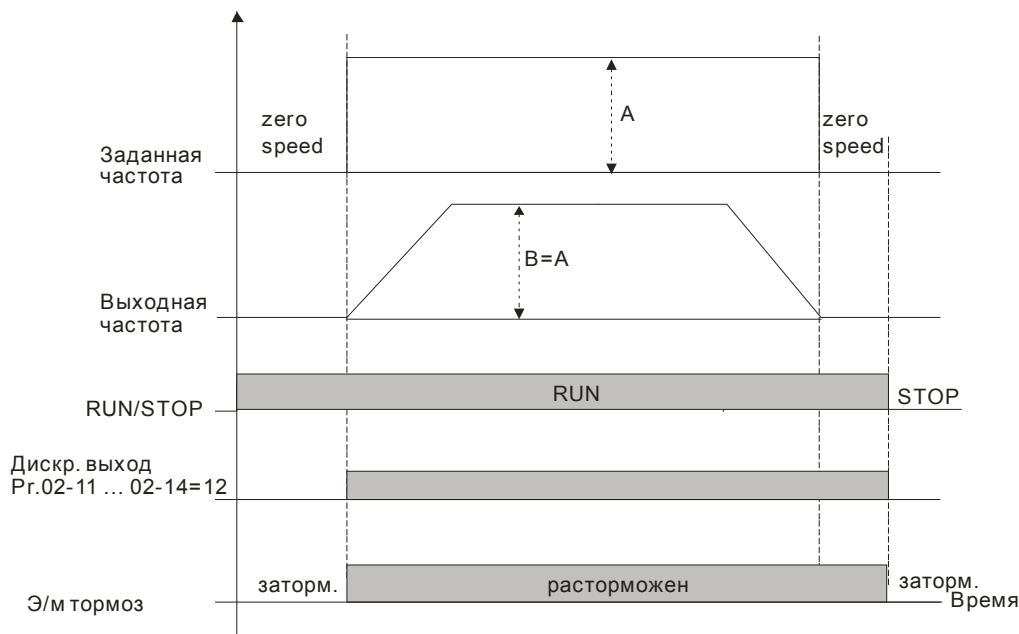 zero
speed
A
zero
speed
Заданная
частота
B=A
Выходная
частота
RUN
RUN/STOP
STOP
Дискр. выход
Pr.02-11 ... 02-14=12
заторм.
расторможен
заторм.
Э/м тормоз
Время